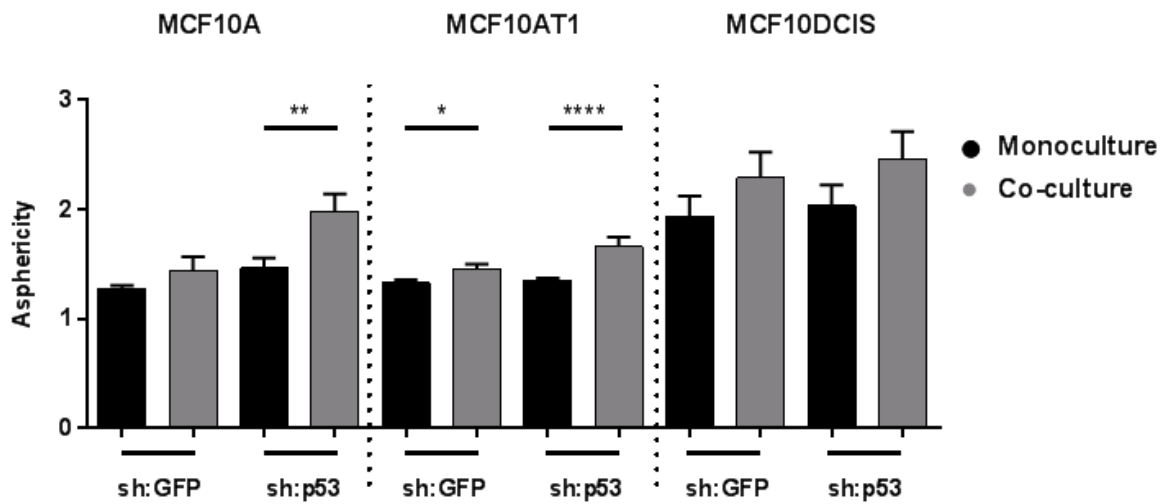 MCF10A MCF10AT1 MCF10DCIS
** * ****
3
2
1
0
Asphericity
Monoculture
Co-culture
sh:GFP sh:p53 sh:GFP sh:p53 sh:GFP sh:p53